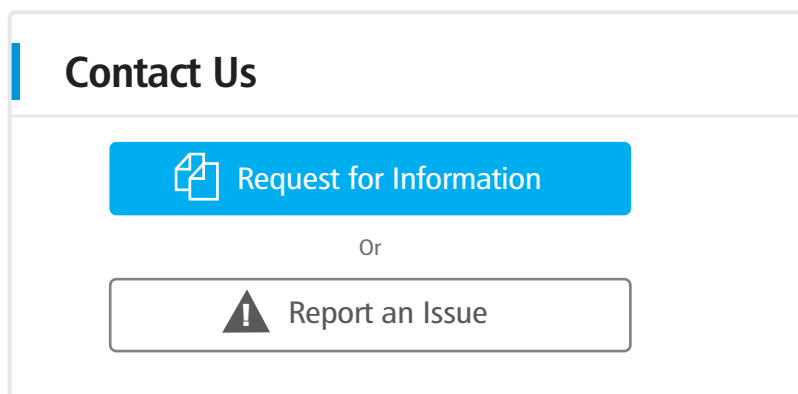 Contact Us
Request for Information
Or
Report an Issue